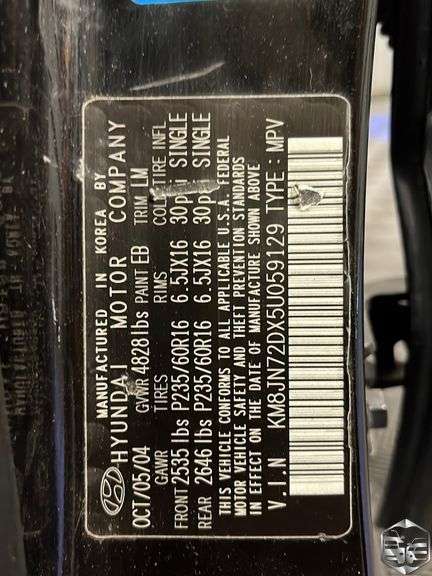 MANUFACTURED IN KOREA BY
HYUNDAI MOTOR COMPANY
OCT/05/04 GVWR 4828 lbs PAINT EB TRIM LM
GAWR TIRES RIMS COLD TIRE INFL
FRONT 2535 lbs P235/60R16 6.5JX16 30psi SINGLE
REAR 2646 lbs P235/60R16 6.5JX16 30psi SINGLE
THIS VEHICLE CONFORMS TO ALL APPLICABLE U.S.A. FEDERAL
MOTOR VEHICLE SAFETY AND THEFT PREVENTION STANDARDS
IN EFFECT ON THE DATE OF MANUFACTURE SHOWN ABOVE
V.I.N KM8JN72DX5U059129 TYPE: MPV